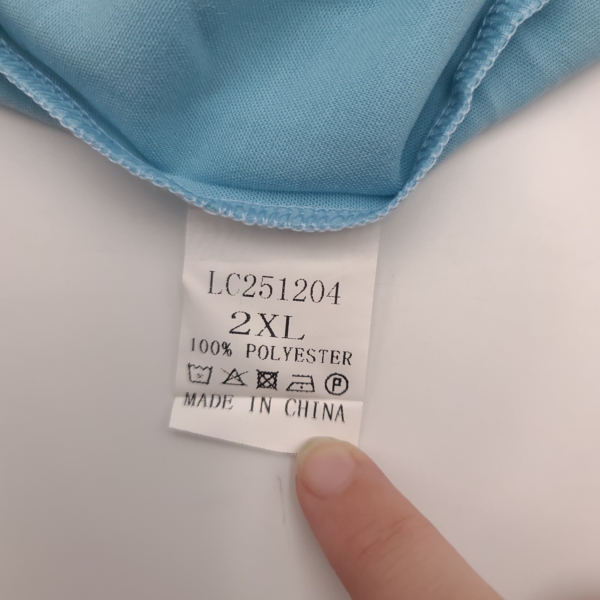 LC251204
2XL
100% POLYESTER
P
MADE IN CHINA